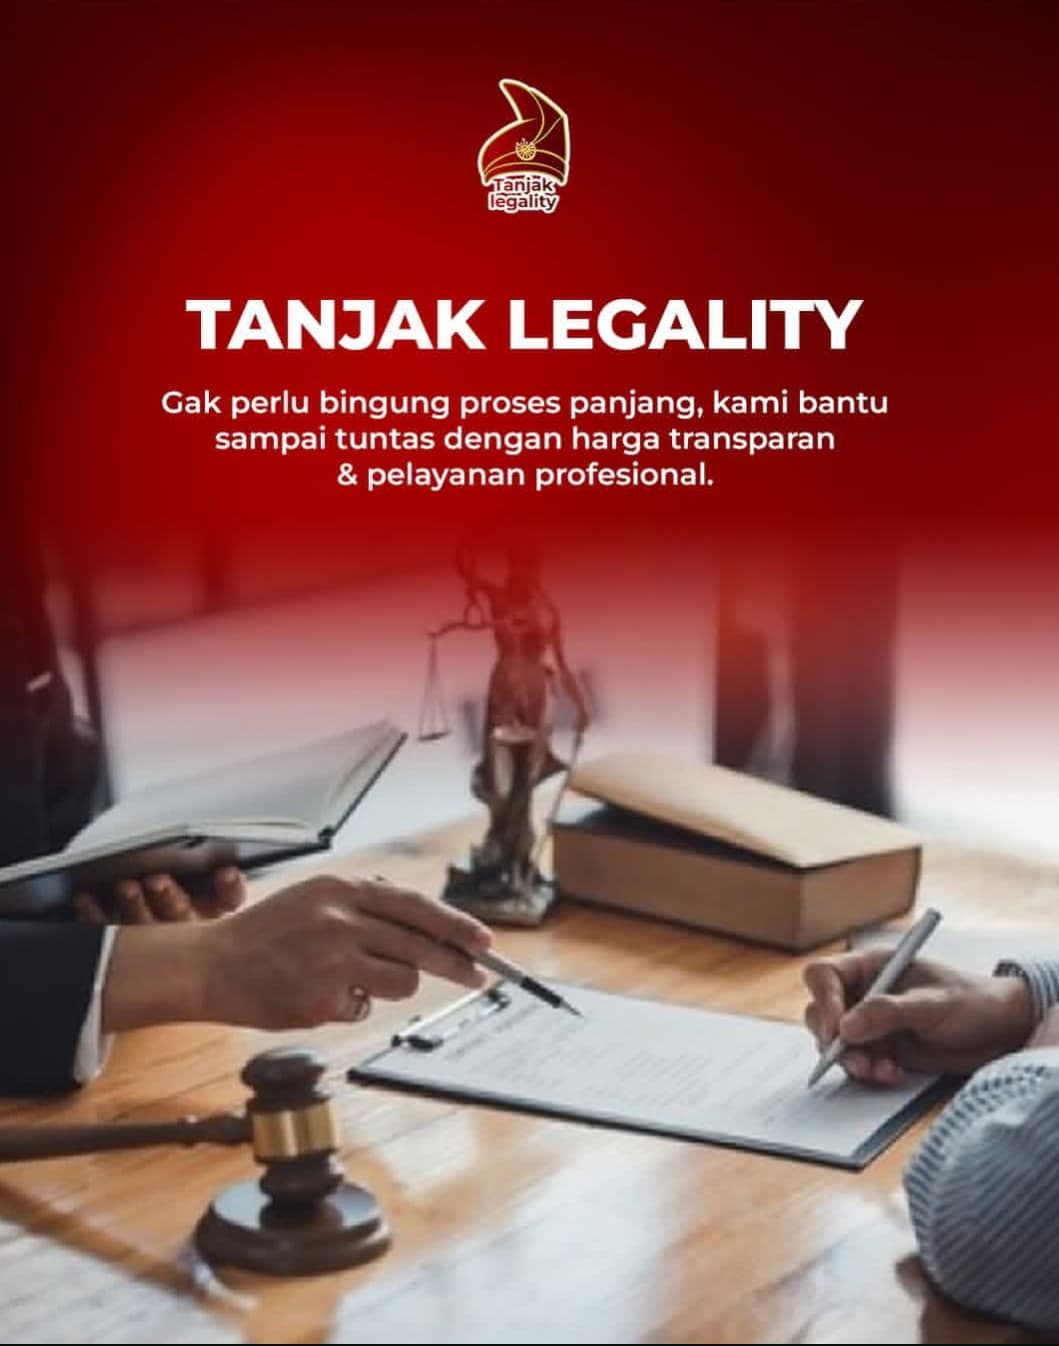 Tanjak
legality
TANJAK LEGALITY
Gak perlu bingung proses panjang, kami bantu
sampai tuntas dengan harga transparan
& pelayanan profesional.